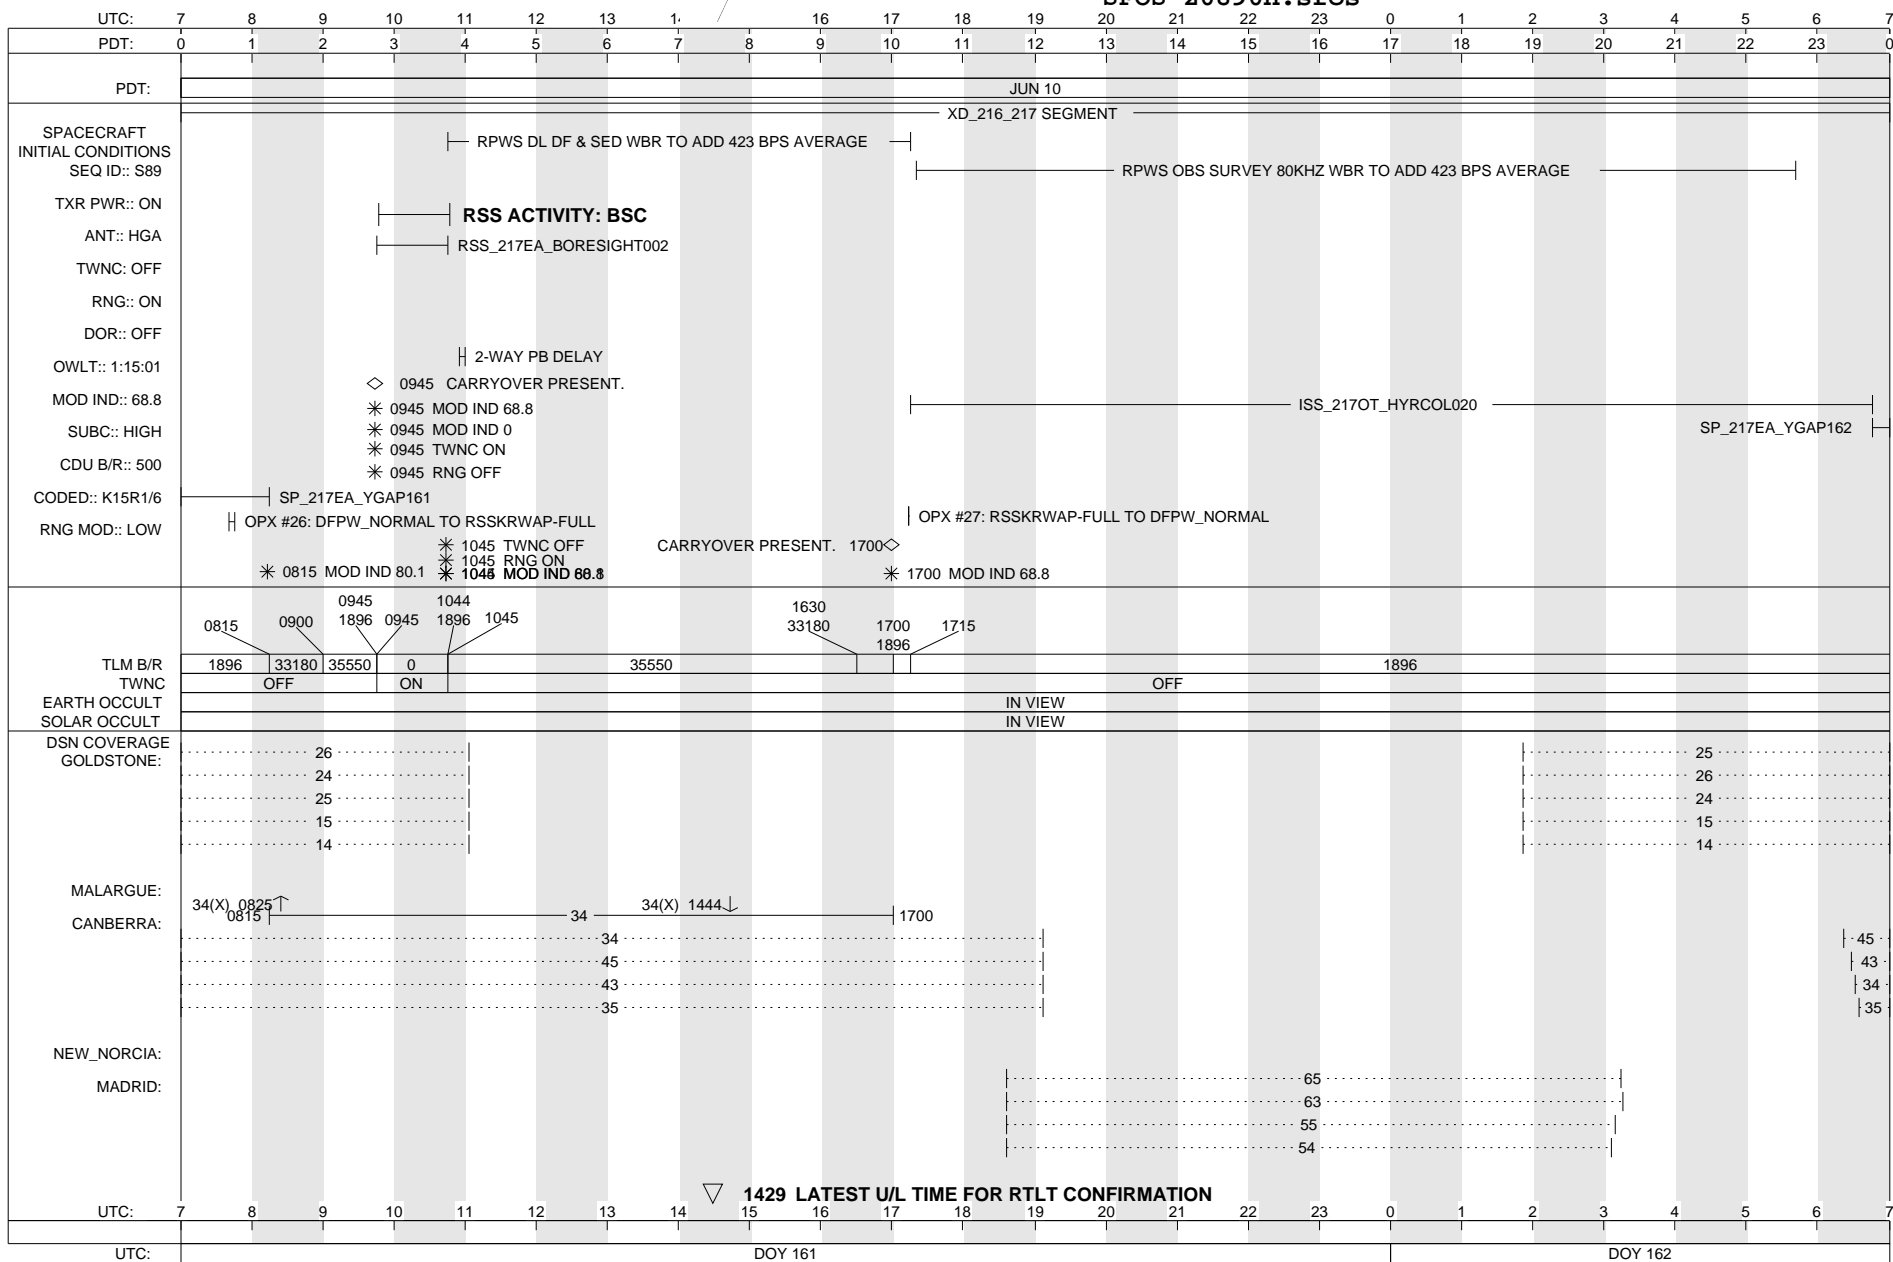 SFOS-20690H.sfos
UTC: 7 8 9 10 11 12 13 14 16 17 18 19 20 21 22 23 0 1 2 3 4 5 6 7
PDT: 0 1 2 3 4 5 6 7 8 9 10 11 12 13 14 15 16 17 18 19 20 21 22 23 0
PDT: JUN 10
XD_216_217 SEGMENT
SPACECRAFT
INITIAL CONDITIONS
RPWS DL DF & SED WBR TO ADD 423 BPS AVERAGE
SEQ ID:: S89
RPWS OBS SURVEY 80KHZ WBR TO ADD 423 BPS AVERAGE
TXR PWR:: ON
RSS ACTIVITY: BSC
ANT:: HGA
RSS_217EA_BORESIGHT002
TWNC: OFF
RNG:: ON
DOR:: OFF
2-WAY PB DELAY
OWLT:: 1:15:01
0945 CARRYOVER PRESENT.
MOD IND:: 68.8
0945 MOD IND 68.8
ISS_217OT_HYRCOL020
SUBC:: HIGH
0945 MOD IND 0
SP_217EA_YGAP162
0945 TWNC ON
CDU B/R:: 500
0945 RNG OFF
CODED:: K15R1/6
SP_217EA_YGAP161
RNG MOD:: LOW
OPX #26: DFPW_NORMAL TO RSSKRWAP-FULL
OPX #27: RSSKRWAP-FULL TO DFPW_NORMAL
1045 TWNC OFF
CARRYOVER PRESENT. 1700
1045 RNG ON
0815 MOD IND 80.1
MOD IND
1700 MOD IND 68.8
0945 1044 1630
0815 0900 1896 0945 1896 1045 33180 1700 1715
1896
TLM B/R 1896 33180 35550 0 35550 1896
TWNC OFF ON OFF
EARTH OCCULT IN VIEW
SOLAR OCCULT IN VIEW
DSN COVERAGE
GOLDSTONE:
26 25
24 26
25 24
15 15
14 14
MALARGUE:
34(X) 0825 34(X) 1444
0815 34 1700
CANBERRA:
34 45
45 43
43 34
35 35
NEW_NORCIA:
MADRID:
65
63
55
54
1429 LATEST U/L TIME FOR RTLT CONFIRMATION
UTC: 7 8 9 10 11 12 13 14 15 16 17 18 19 20 21 22 23 0 1 2 3 4 5 6 7
UTC: DOY 161 DOY 162